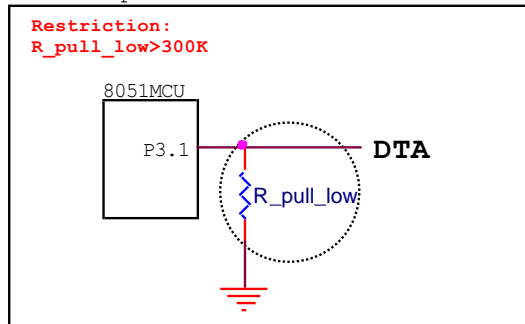 Restriction:
R_pull_low>300K
8051MCU
P3.1
DTA
R_pull_low